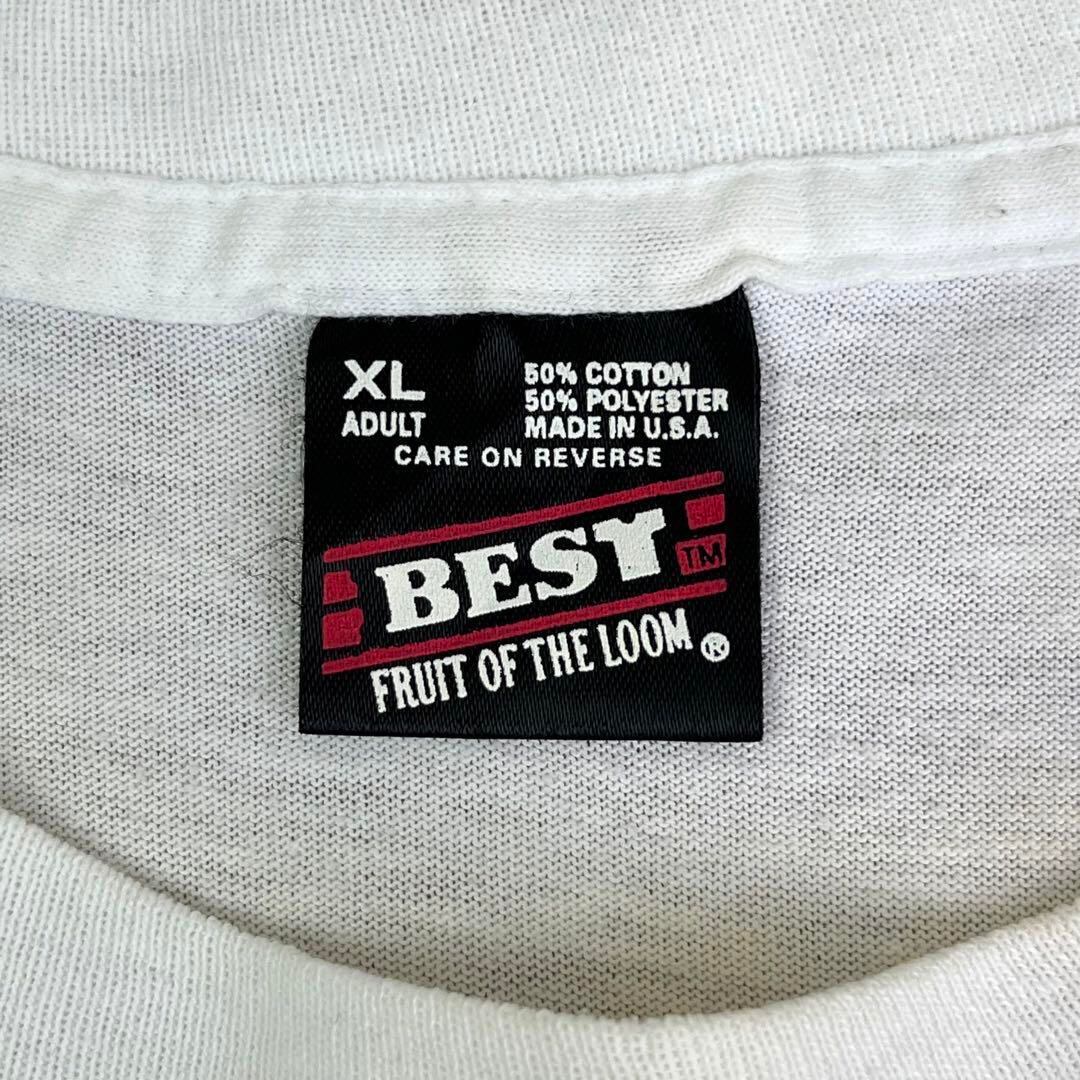 XL
ADULT
50% COTTON
50% POLYESTER
MADE IN U.S.A.
CARE ON REVERSE
BEST TM
FRUIT OF THE LOOM ®